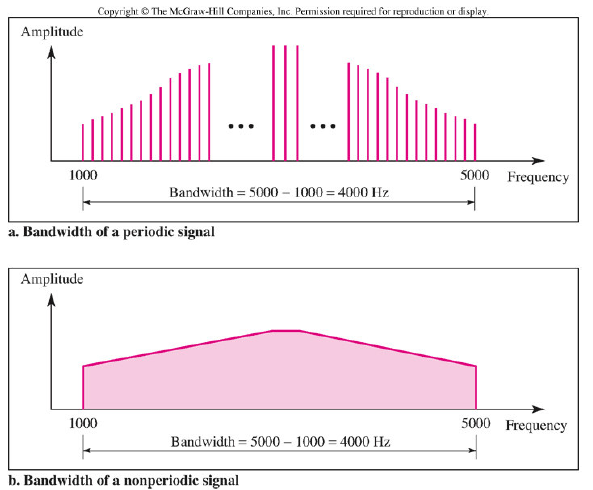 Copyright © The McGraw-Hill Companies, Inc. Permission required for reproduction or display.
Amplitude
1000
5000
Frequency
Bandwidth = 5000 – 1000 = 4000 Hz
a. Bandwidth of a periodic signal
Amplitude
1000
5000
Frequency
Bandwidth = 5000 – 1000 = 4000 Hz
b. Bandwidth of a nonperiodic signal